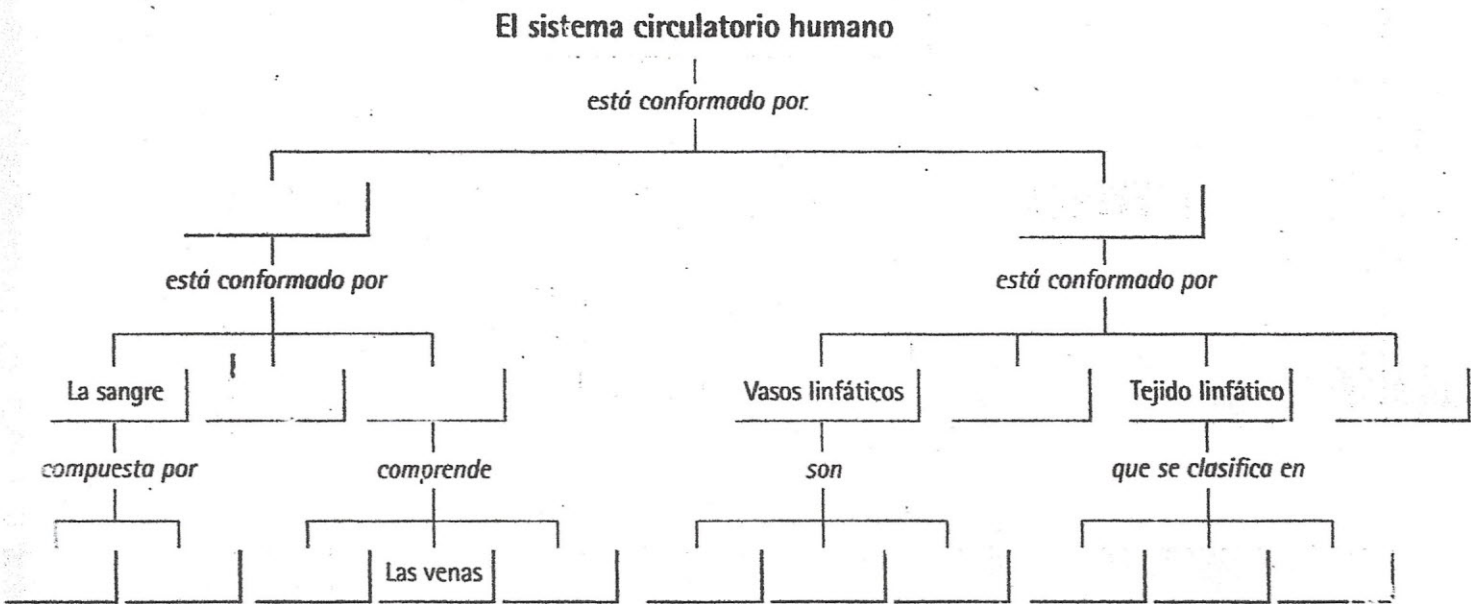 El sistema circulatorio humano
está conformado por
está conformado por
está conformado por
La sangre
Vasos linfáticos
Tejido linfático
compuesta por
comprende
son
que se clasifica en
Las venas